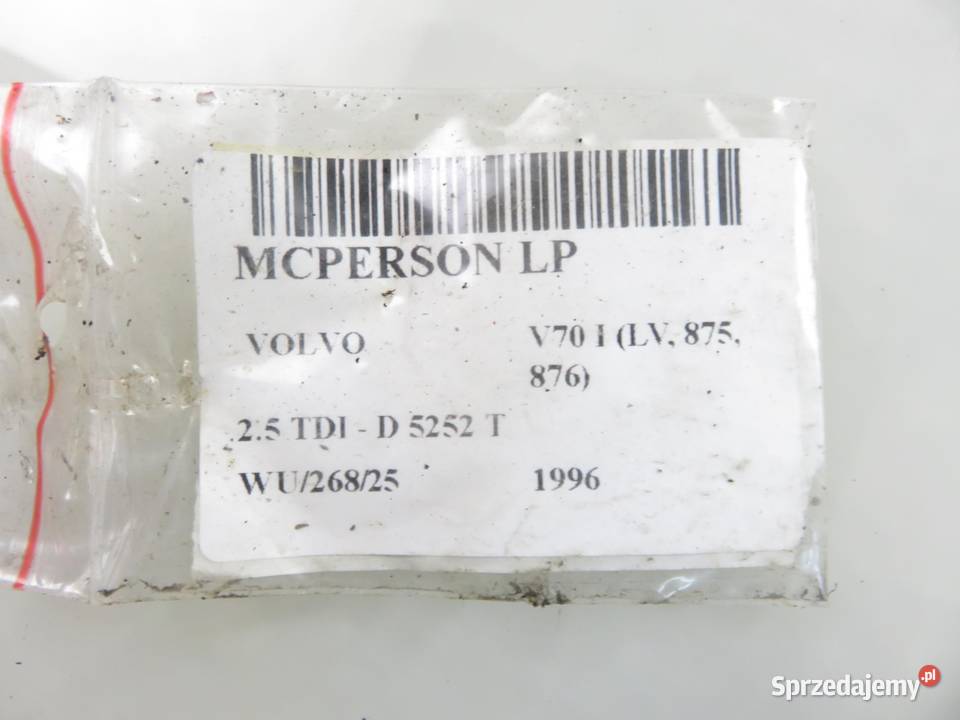 MCPERSON LP
VOLVO V70 I (LV, 875,
876)
2.5 TDI - D 5252 T
WU/268/25 1996
Sprzedajemy.pl